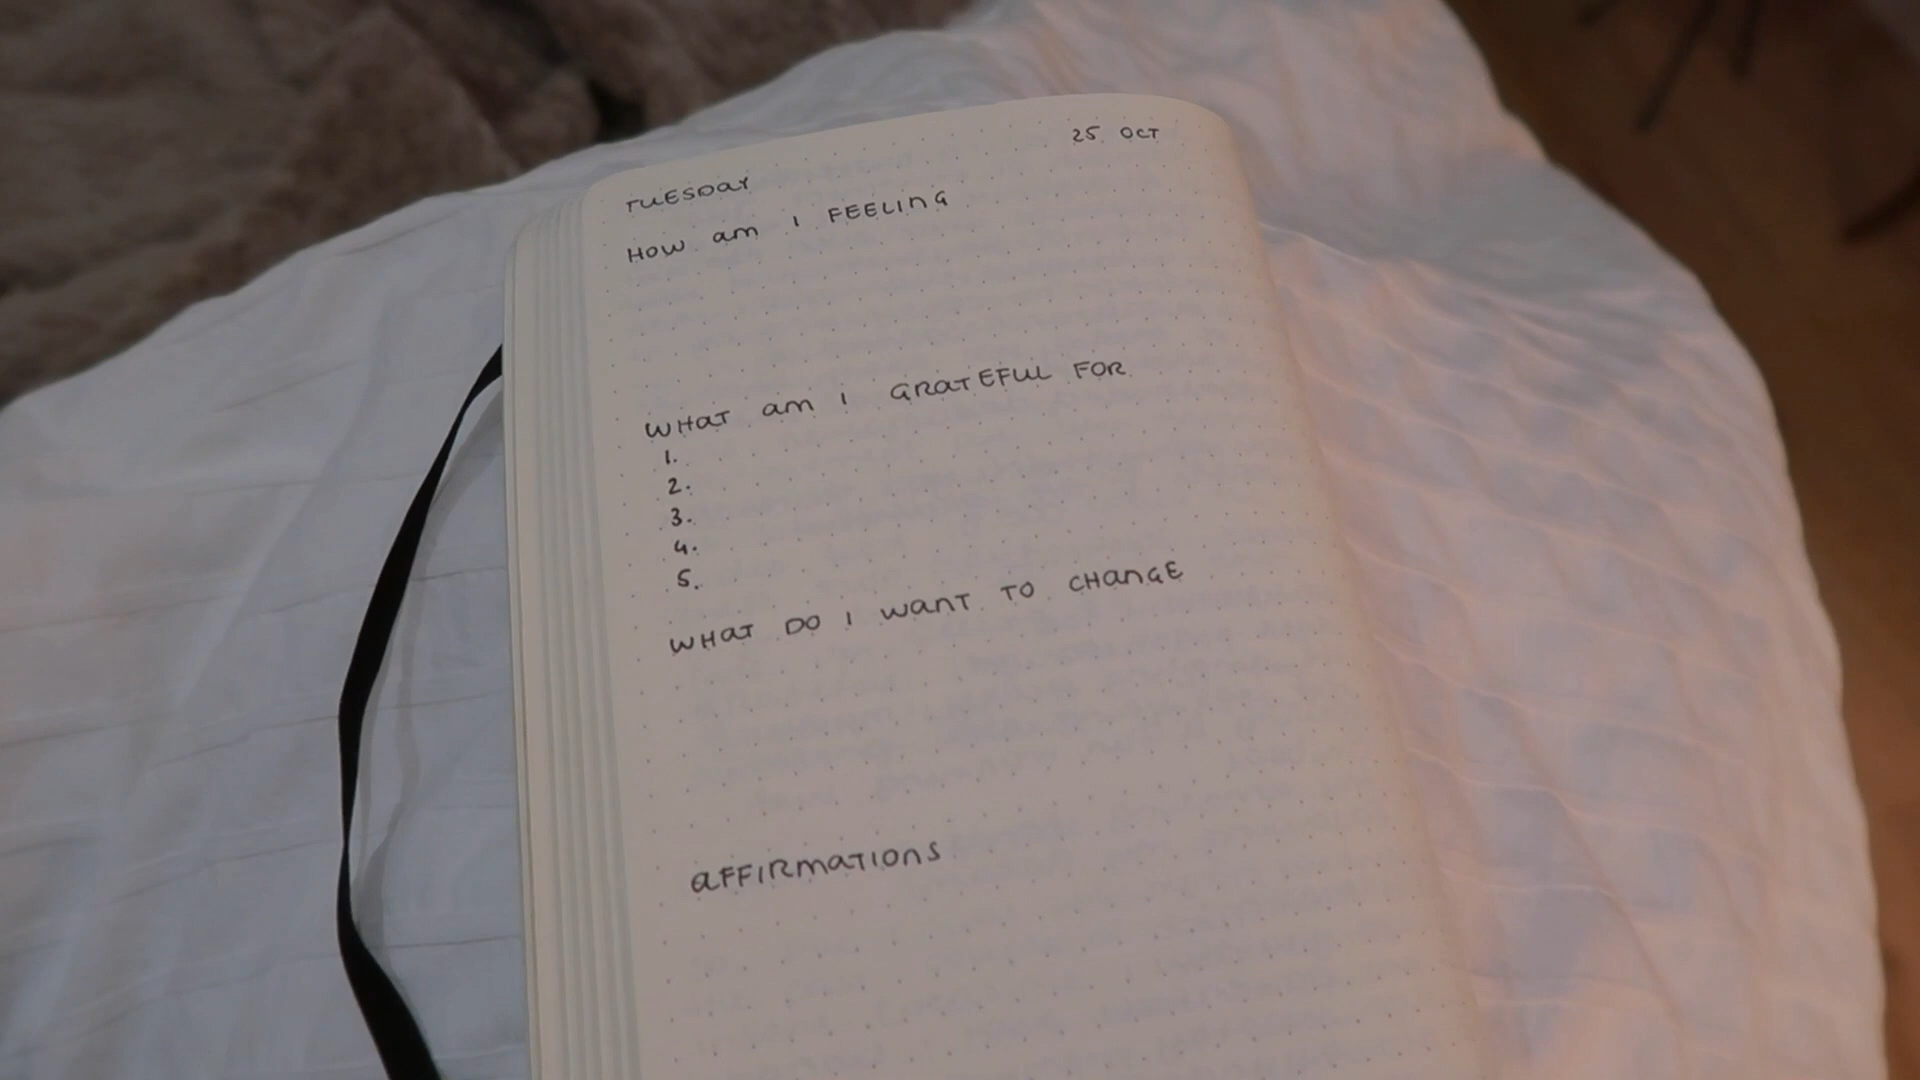 25 OCT
TUESDAY
HOW am I FEELING
WHAT am I GRATEFUL FOR
1.
2.
3.
4.
5.
WHAT DO I WANT TO CHANGE
AFFIRMATIONS